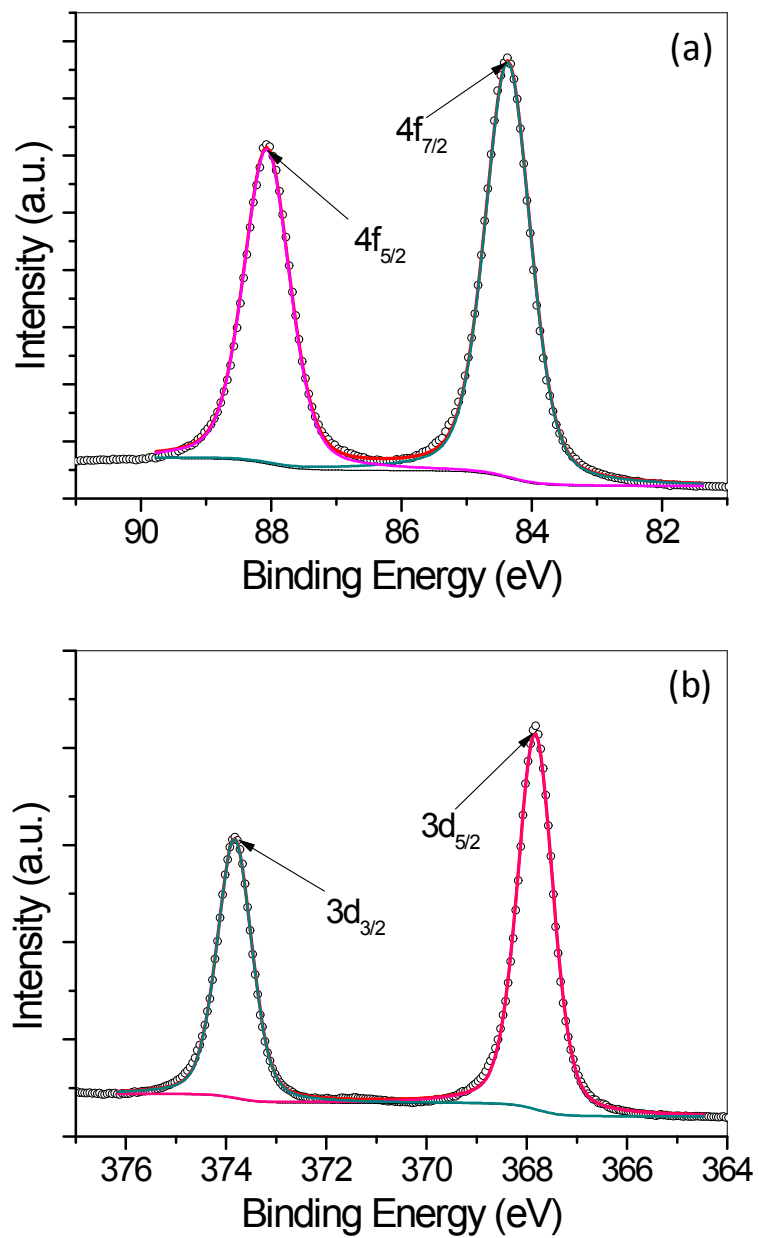 (a)
4f7/2
4f5/2
Intensity (a.u.)
90 88 86 84 82
Binding Energy (eV)
(b)
3d5/2
3d3/2
Intensity (a.u.)
376 374 372 370 368 366 364
Binding Energy (eV)